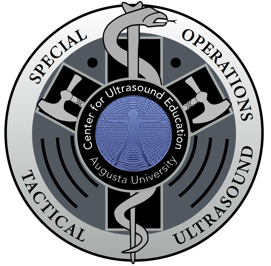 SPECIAL
OPERATIONS
TACTICAL
ULTRASOUND
Center for Ultrasound Education
Augusta University